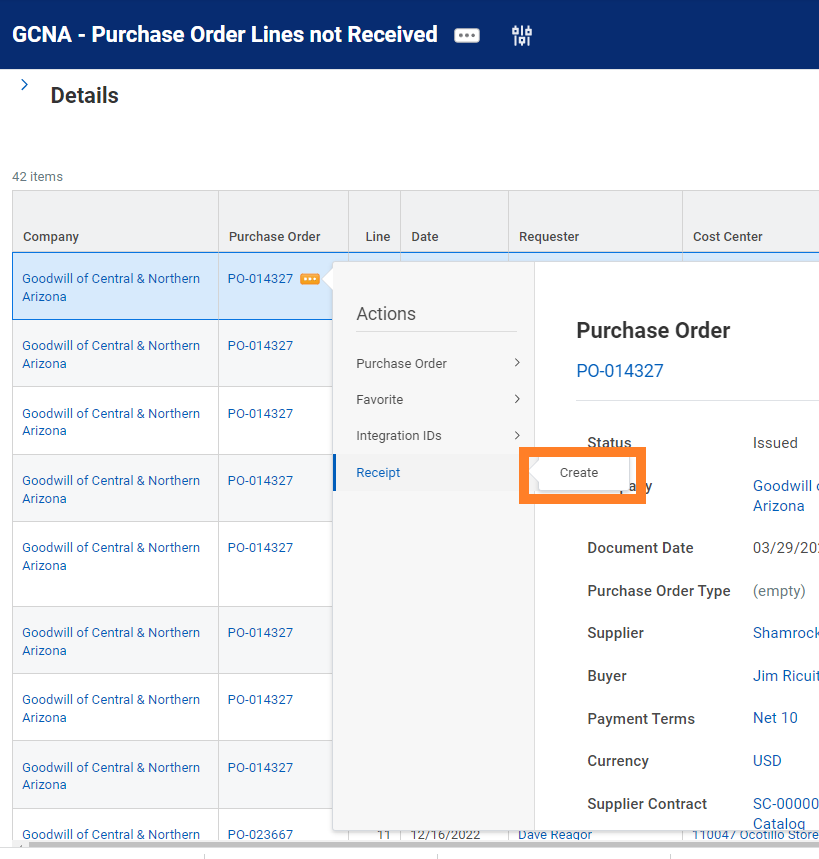 GCNA - Purchase Order Lines not Received
Details
42 items
Company Purchase Order Line Date Requester Cost Center
Goodwill of Central & Northern
Arizona
PO-014327
Goodwill of Central & Northern
Arizona
PO-014327
Goodwill of Central & Northern
Arizona
PO-014327
Goodwill of Central & Northern
Arizona
PO-014327
Goodwill of Central & Northern
Arizona
PO-014327
Goodwill of Central & Northern
Arizona
PO-014327
Goodwill of Central & Northern
Arizona
PO-014327
Goodwill of Central & Northern
Arizona
PO-014327
Goodwill of Central & Northern PO-023667 11 12/16/2022 Dave Reagor 110047 Ocotillo Store
Actions
Purchase Order
Favorite
Integration IDs
Receipt
Create
Purchase Order
PO-014327
Status Issued
Goodwill
Arizona
Document Date 03/29/202
Purchase Order Type (empty)
Supplier Shamrock
Buyer Jim Ricuit
Payment Terms Net 10
Currency USD
Supplier Contract SC-00000
Catalog